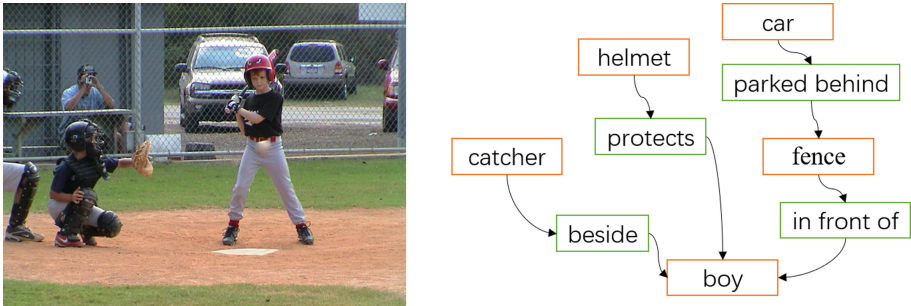 car
helmet
parked behind
protects
catcher
fence
in front of
beside
boy